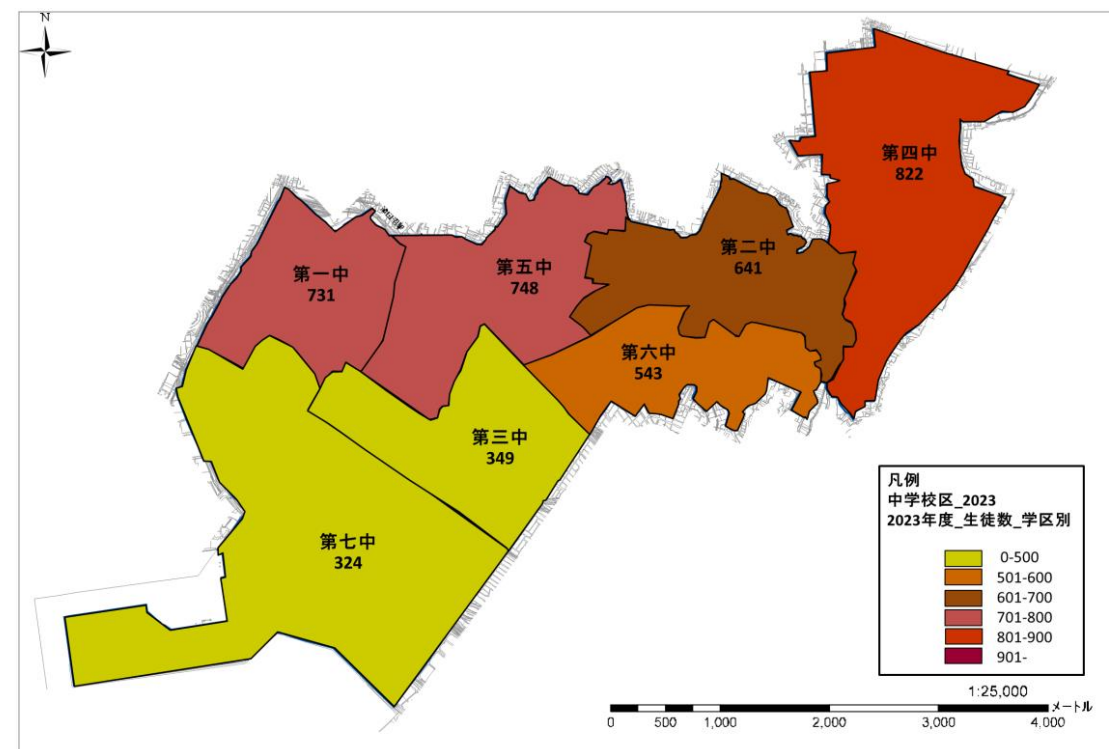 N
第四中
822
第二中
641
第五中
748
第一中
731
第六中
543
第三中
349
第七中
324
凡例
中学校区_2023
2023年度_生徒数_学区別
0-500
501-600
601-700
701-800
801-900
901-
1:25,000
メートル
0 500 1,000 2,000 3,000 4,000